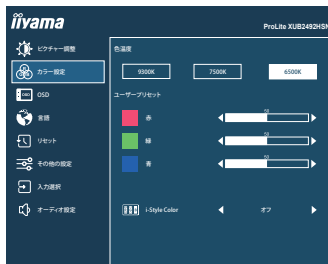 iiyama
ProLite XUB2492HSN
ピクチャー調整
カラー設定
OSD OSD
言語
リセット
その他の設定
入力選択
オーディオ設定
色温度
9300K 7500K 6500K
ユーザープリセット
赤 50
緑 50
青 50
i-Style Color オフ